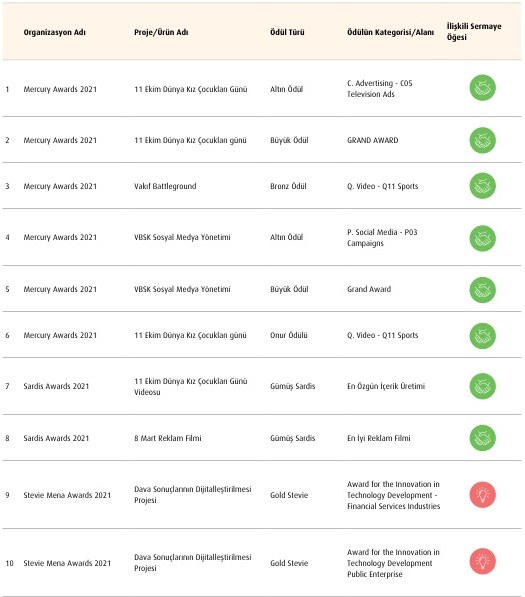 Organizasyon Adı Proje/Ürün Adı Ödül Türü Ödülün Kategorisi/Alanı İlişkili Sermaye
Öğesi
1 Mercury Awards 2021 11 Ekim Dünya Kız Çocukları Günü Altın Ödül C. Advertising - C05
Television Ads
2 Mercury Awards 2021 11 Ekim Dünya Kız Çocukları günü Büyük Ödül GRAND AWARD
3 Mercury Awards 2021 Vakıf Battleground Bronz Ödül Q. Video - Q11 Sports
4 Mercury Awards 2021 VBSK Sosyal Medya Yönetimi Altın Ödül P. Social Media - P03
Campaigns
5 Mercury Awards 2021 VBSK Sosyal Medya Yönetimi Büyük Ödül Grand Award
6 Mercury Awards 2021 11 Ekim Dünya Kız Çocukları günü Onur Ödülü Q. Video - Q11 Sports
7 Sardis Awards 2021 11 Ekim Dünya Kız Çocukları Günü
Videosu Gümüş Sardis En Özgün İçerik Üretimi
8 Sardis Awards 2021 8 Mart Reklam Filmi Gümüş Sardis En İyi Reklam Filmi
9 Stevie Mena Awards 2021 Dava Sonuçlarının Dijitalleştirilmesi
Projesi Gold Stevie Award for the Innovation in
Technology Development -
Financial Services Industries
10 Stevie Mena Awards 2021 Dava Sonuçlarının Dijitalleştirilmesi
Projesi Gold Stevie Award for the Innovation in
Technology Development
Public Enterprise